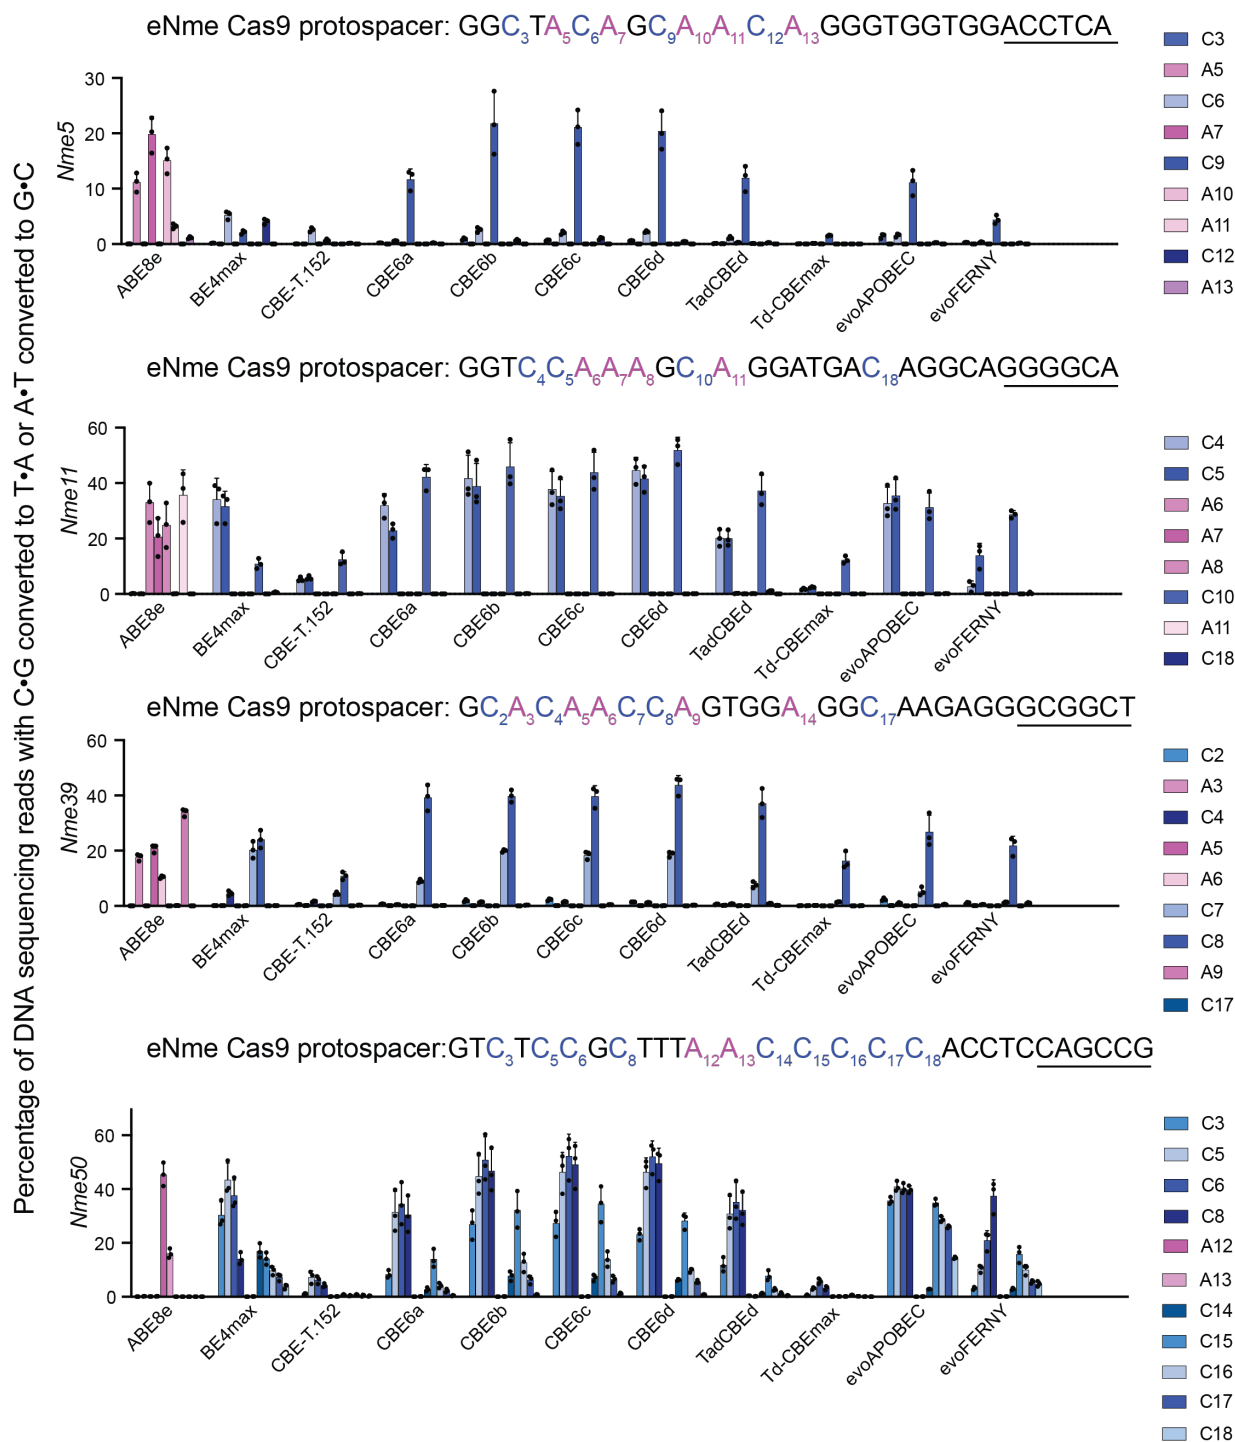 Percentage of DNA sequencing reads with C•G converted to T•A or A•T converted to G•C
eNme Cas9 protospacer: GGC3TA5C6A7GC9A10A11C12A13GGGTGGTGGACCTCA
Nme5
30
20
10
0
ABE8e
BE4max
CBE-T.152
CBE6a
CBE6b
CBE6c
CBE6d
TadCBEd
Td-CBEmax
evoAPOBEC
evoFERNY
C3
A5
C6
A7
C9
A10
A11
C12
A13
eNme Cas9 protospacer: GGTC4C5A6A7A8GC10A11GGATGAC18AGGCAGGGGCA
Nme11
60
40
20
0
ABE8e
BE4max
CBE-T.152
CBE6a
CBE6b
CBE6c
CBE6d
TadCBEd
Td-CBEmax
evoAPOBEC
evoFERNY
C4
C5
A6
A7
A8
C10
A11
C18
eNme Cas9 protospacer: GC2A3C4A5A6C7C8A9GTGGA14GGC17AAGAGGGCGGCT
Nme39
60
40
20
0
ABE8e
BE4max
CBE-T.152
CBE6a
CBE6b
CBE6c
CBE6d
TadCBEd
Td-CBEmax
evoAPOBEC
evoFERNY
C2
A3
C4
A5
A6
C7
C8
A9
C17
eNme Cas9 protospacer:GTC3TC5C6GC8TTTA12A13C14C15C16C17C18ACCTCCAGCCG
Nme50
60
40
20
0
ABE8e
BE4max
CBE-T.152
CBE6a
CBE6b
CBE6c
CBE6d
TadCBEd
Td-CBEmax
evoAPOBEC
evoFERNY
C3
C5
C6
C8
A12
A13
C14
C15
C16
C17
C18